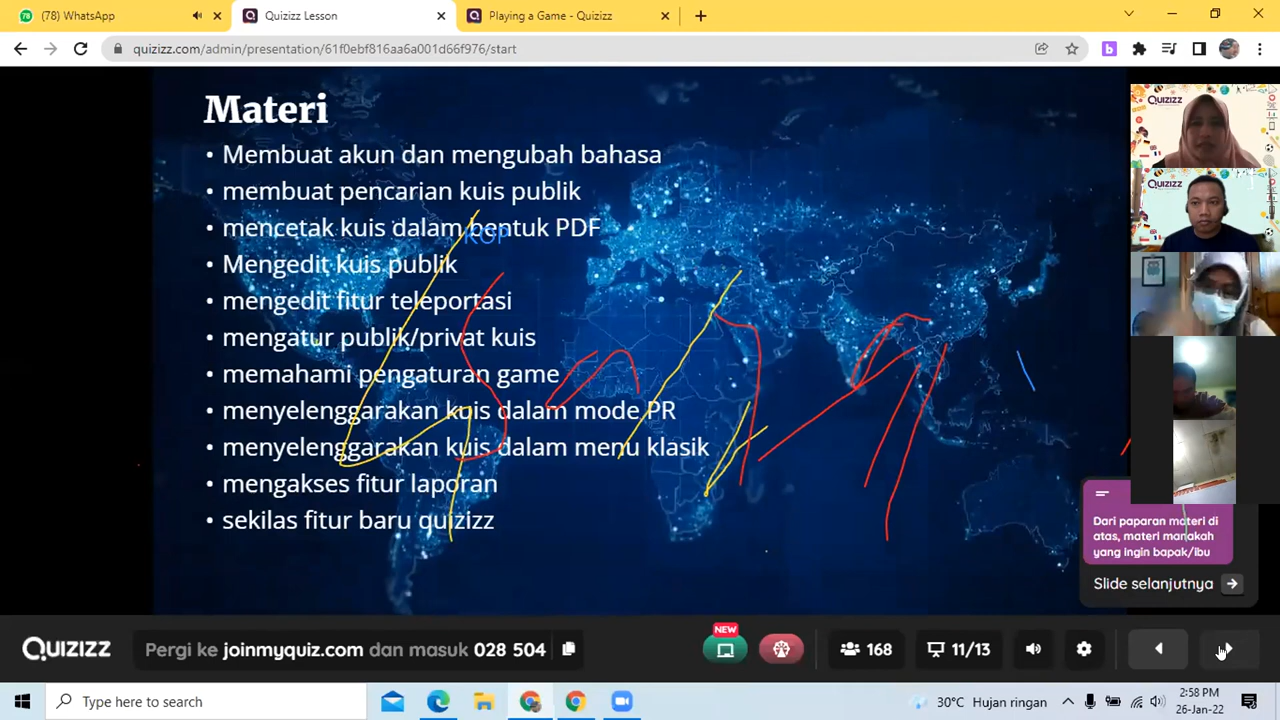 (78) WhatsApp
Quizizz Lesson
Playing a Game - Quizizz
quizizz.com/admin/presentation/61f0ebf816aa6a001d66f976/start
Materi
• Membuat akun dan mengubah bahasa
• membuat pencarian kuis publik
• mencetak kuis dalam bentuk PDF
KOP
• Mengedit kuis publik
• mengedit fitur teleportasi
• mengatur publik/privat kuis
• memahami pengaturan game
• menyelenggarakan kuis dalam mode PR
• menyelenggarakan kuis dalam menu klasik
• mengakses fitur laporan
• sekilas fitur baru quizizz
QUIZIZZ
QUIZIZZ
Dari paparan materi di
atas, materi manakah
yang ingin bapak/ibu
Slide selanjutnya
QUIZIZZ
Pergi ke joinmyquiz.com dan masuk 028 504
NEW
168
11/13
Type here to search
30°C Hujan ringan
2:58 PM
26-Jan-22